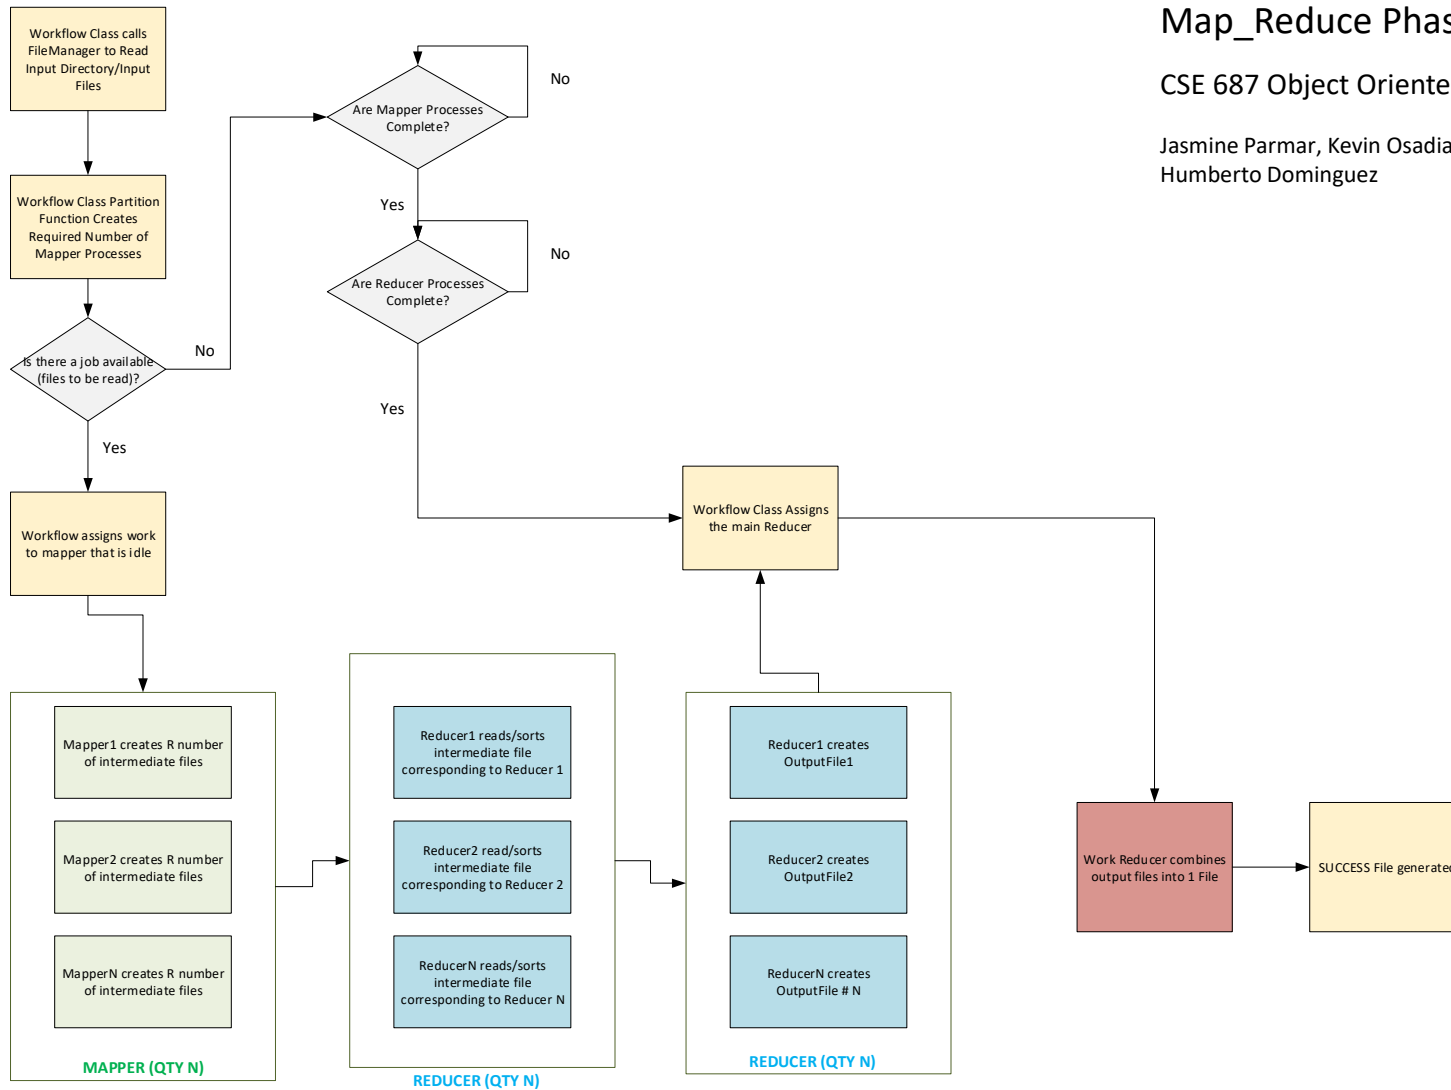 Map_Reduce Phas
CSE 687 Object Oriente
Jasmine Parmar, Kevin Osadia
Humberto Dominguez
Workflow Class calls
FileManager to Read
Input Directory/Input
Files
Workflow Class Partition
Function Creates
Required Number of
Mapper Processes
Is there a job available
(files to be read)?
No
Yes
Workflow assigns work
to mapper that is idle
Are Mapper Processes
Complete?
No
Yes
Are Reducer Processes
Complete?
No
Yes
Workflow Class Assigns
the main Reducer
Mapper1 creates R number
of intermediate files
Mapper2 creates R number
of intermediate files
MapperN creates R number
of intermediate files
MAPPER (QTY N)
Reducer1 reads/sorts
intermediate file
corresponding to Reducer 1
Reducer2 read/sorts
intermediate file
corresponding to Reducer 2
ReducerN reads/sorts
intermediate file
corresponding to Reducer N
REDUCER (QTY N)
Reducer1 creates
OutputFile1
Reducer2 creates
OutputFile2
ReducerN creates
OutputFile # N
REDUCER (QTY N)
Work Reducer combines
output files into 1 File
SUCCESS File generated